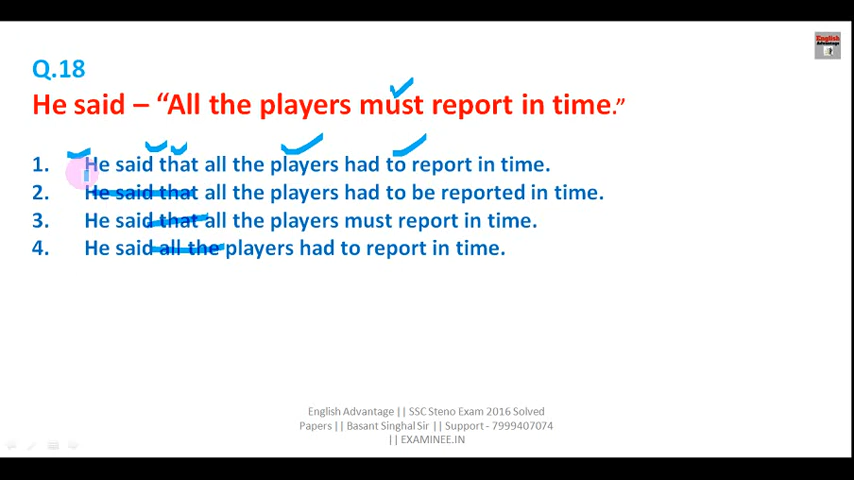 English
Advantage
Q.18
He said – “All the players must report in time.”
1. He said that all the players had to report in time.
2. He said that all the players had to be reported in time.
3. He said that all the players must report in time.
4. He said all the players had to report in time.
English Advantage || SSC Steno Exam 2016 Solved
Papers || Basant Singhal Sir || Support - 7999407074
|| EXAMINEE.IN